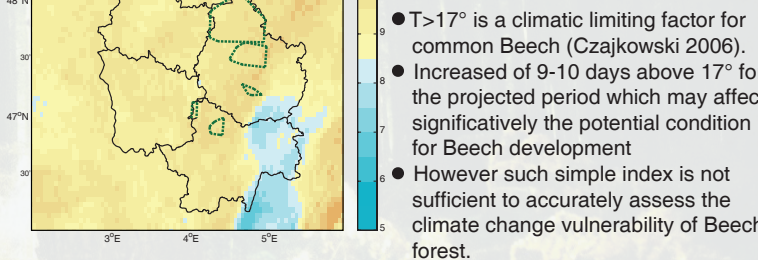 48°N
30'
47°N
30'
3°E 4°E 5°E
9
8
7
6
5
● T>17° is a climatic limiting factor for
common Beech (Czajkowski 2006).
● Increased of 9-10 days above 17° fo
the projected period which may affec
significatively the potential condition
for Beech development
● However such simple index is not
sufficient to accurately assess the
climate change vulnerability of Beech
forest.